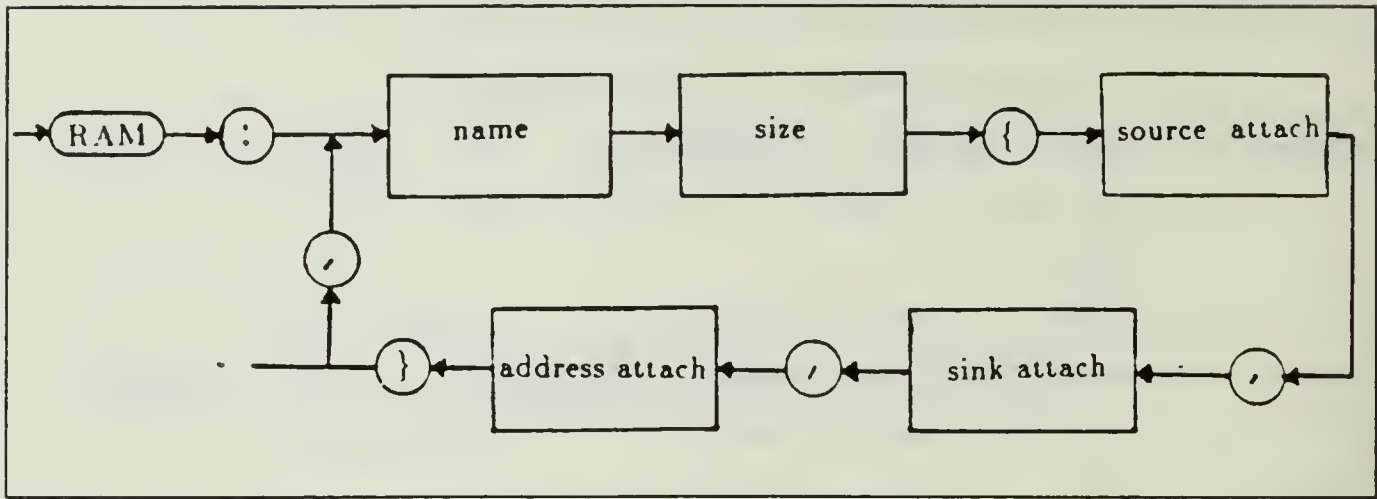 RAM : name size { source attach
,
} address attach , sink attach ,